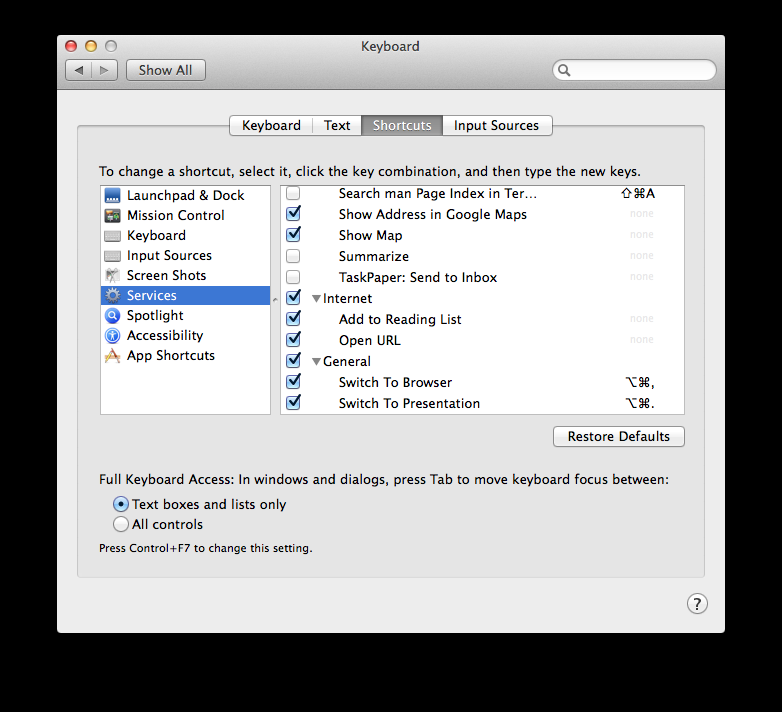 Keyboard
Show All
Keyboard Text Shortcuts Input Sources
To change a shortcut, select it, click the key combination, and then type the new keys.
Launchpad & Dock
Mission Control
Keyboard
Input Sources
Screen Shots
Services
Spotlight
Accessibility
App Shortcuts
Search man Page Index in Ter... ⇧⌘A
Show Address in Google Maps none
Show Map none
Summarize none
TaskPaper: Send to Inbox none
Internet
Add to Reading List none
Open URL none
General
Switch To Browser ⌥⌘,
Switch To Presentation ⌥⌘.
Restore Defaults
Full Keyboard Access: In windows and dialogs, press Tab to move keyboard focus between:
Text boxes and lists only
All controls
Press Control+F7 to change this setting.
?